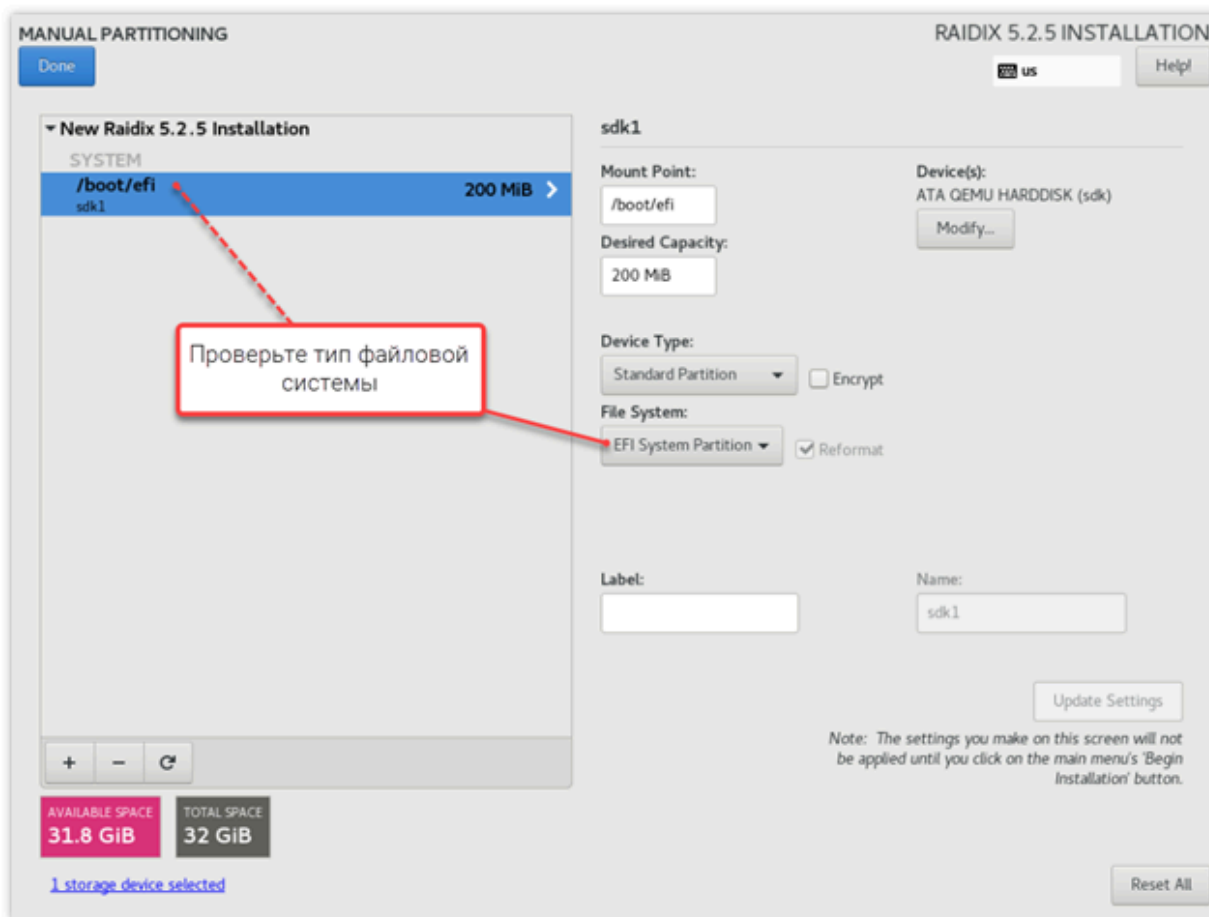 MANUAL PARTITIONING
RAIDIX 5.2.5 INSTALLATION
Done
us
Help!
New Raidix 5.2.5 Installation
SYSTEM
/boot/efi
200 MiB
sdk1
Проверьте тип файловой
системы
sdk1
Mount Point:
/boot/efi
Device(s):
ATA QEMU HARDDISK (sdk)
Modify...
Desired Capacity:
200 MiB
Device Type:
Standard Partition
Encrypt
File System:
EFI System Partition
Reformat
Label:
Name:
sdk1
Update Settings
Note: The settings you make on this screen will not
be applied until you click on the main menu's 'Begin
Installation' button.
+ −
AVAILABLE SPACE
31.8 GiB
TOTAL SPACE
32 GiB
1 storage device selected
Reset All